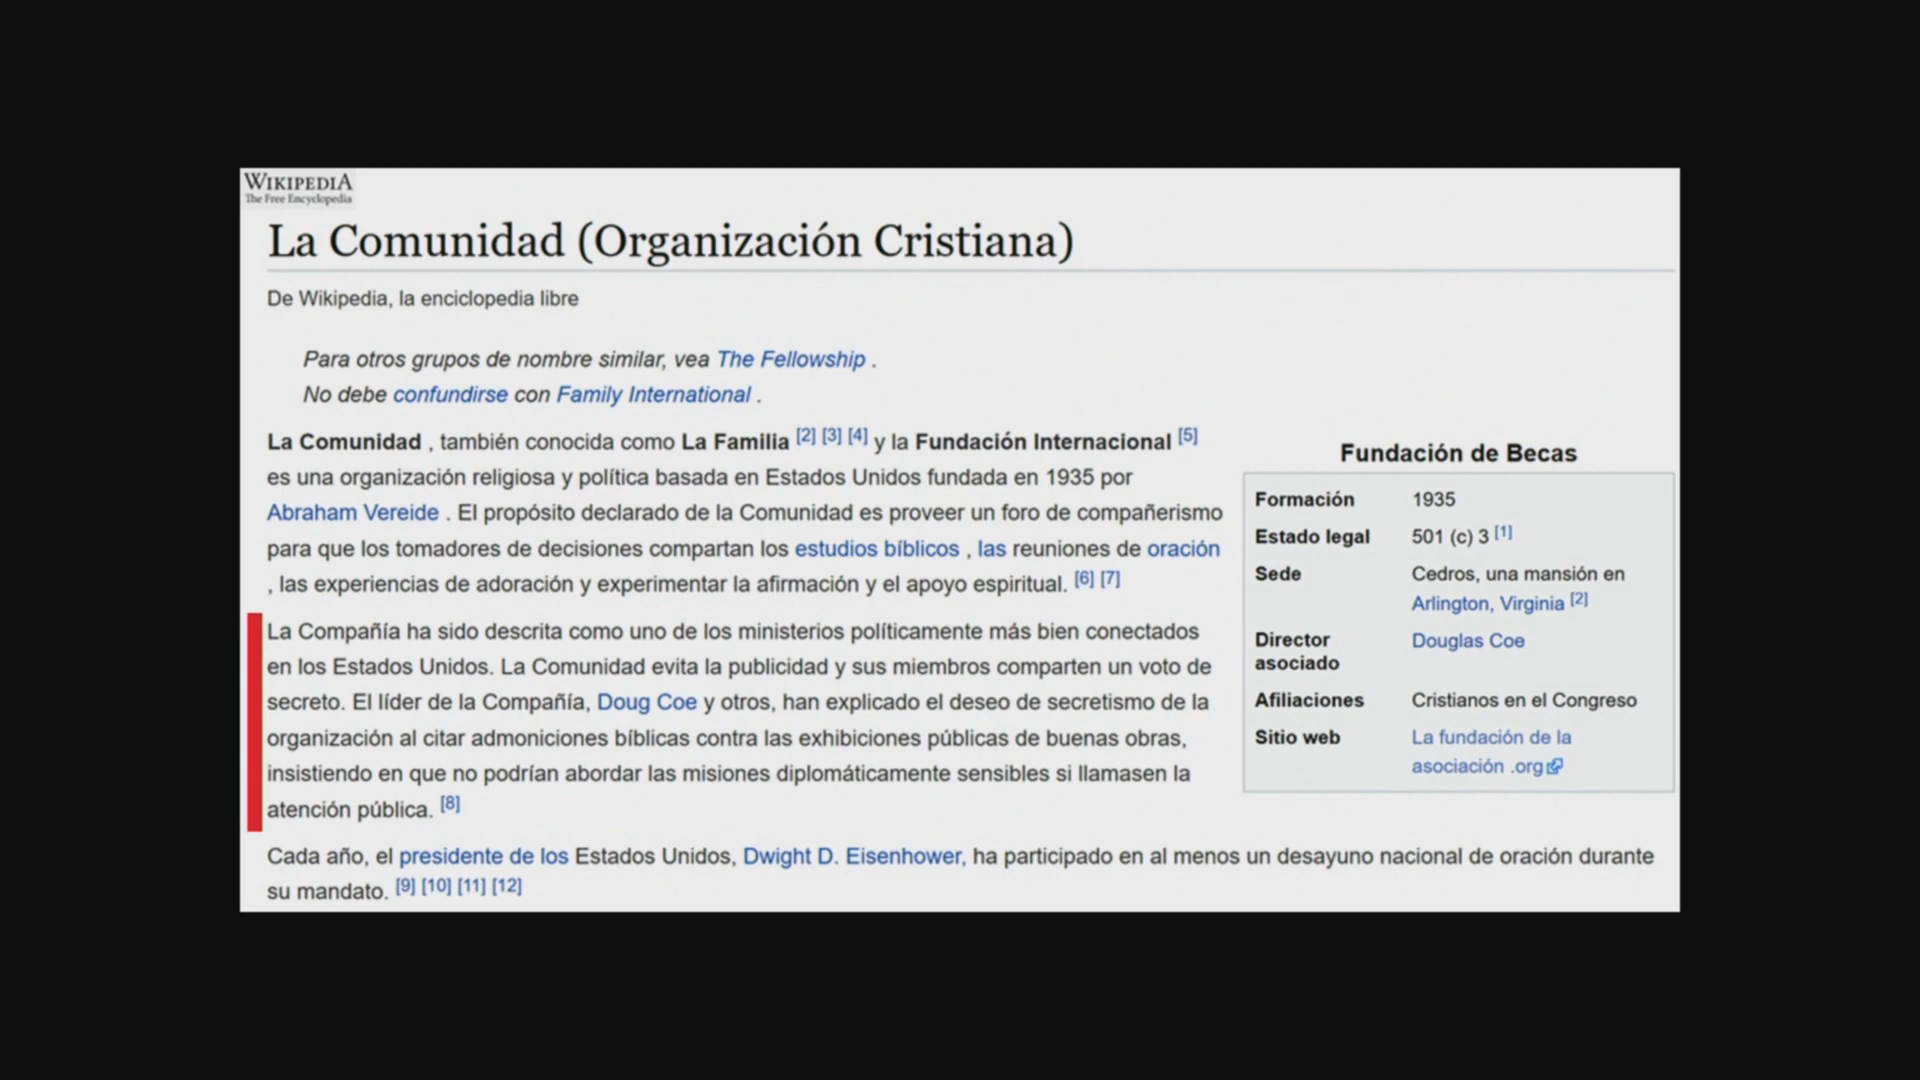 WIKIPEDIA
The Free Encyclopedia
La Comunidad (Organización Cristiana)
De Wikipedia, la enciclopedia libre
Para otros grupos de nombre similar, vea The Fellowship .
No debe confundirse con Family International .
La Comunidad , también conocida como La Familia [2] [3] [4] y la Fundación Internacional [5]
es una organización religiosa y política basada en Estados Unidos fundada en 1935 por
Abraham Vereide . El propósito declarado de la Comunidad es proveer un foro de compañerismo
para que los tomadores de decisiones compartan los estudios bíblicos , las reuniones de oración
, las experiencias de adoración y experimentar la afirmación y el apoyo espiritual. [6] [7]
La Compañía ha sido descrita como uno de los ministerios políticamente más bien conectados
en los Estados Unidos. La Comunidad evita la publicidad y sus miembros comparten un voto de
secreto. El líder de la Compañía, Doug Coe y otros, han explicado el deseo de secretismo de la
organización al citar admoniciones bíblicas contra las exhibiciones públicas de buenas obras,
insistiendo en que no podrían abordar las misiones diplomáticamente sensibles si llamasen la
atención pública. [8]
Cada año, el presidente de los Estados Unidos, Dwight D. Eisenhower, ha participado en al menos un desayuno nacional de oración durante
su mandato. [9] [10] [11] [12]
Fundación de Becas
Formación 1935
Estado legal 501 (c) 3 [1]
Sede Cedros, una mansión en
Arlington, Virginia [2]
Director Douglas Coe
asociado
Afiliaciones Cristianos en el Congreso
Sitio web La fundación de la
asociación .org